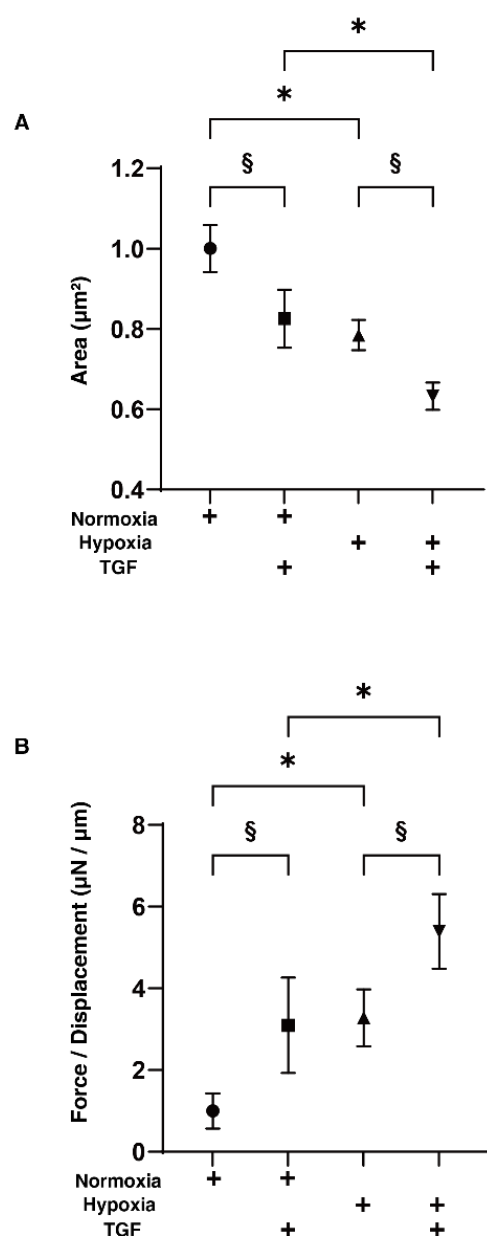 *
*
A
§ §
1.2
1.0
0.8
0.6
0.4
Area (µm²)
Normoxia + +
Hypoxia + +
TGF + +
*
*
B
§ §
8
6
4
2
0
Force / Displacement (µN / µm)
Normoxia + +
Hypoxia + +
TGF + +